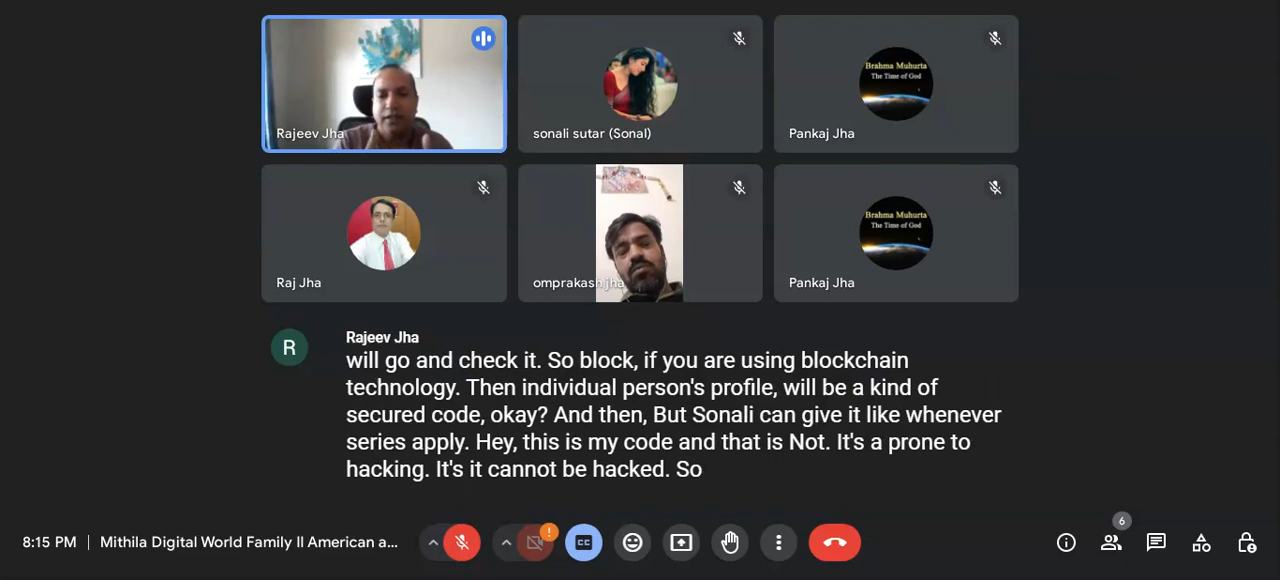 Rajeev Jha
sonali sutar (Sonal)
Brahma Muhurta
The Time of God
Pankaj Jha
Raj Jha
omprakash jha
Brahma Muhurta
The Time of God
Pankaj Jha
R
Rajeev Jha
will go and check it. So block, if you are using blockchain
technology. Then individual person's profile, will be a kind of
secured code, okay? And then, But Sonali can give it like whenever
series apply. Hey, this is my code and that is Not. It's a prone to
hacking. It's it cannot be hacked. So
8:15 PM | Mithila Digital World Family II American a...
!
CC
6